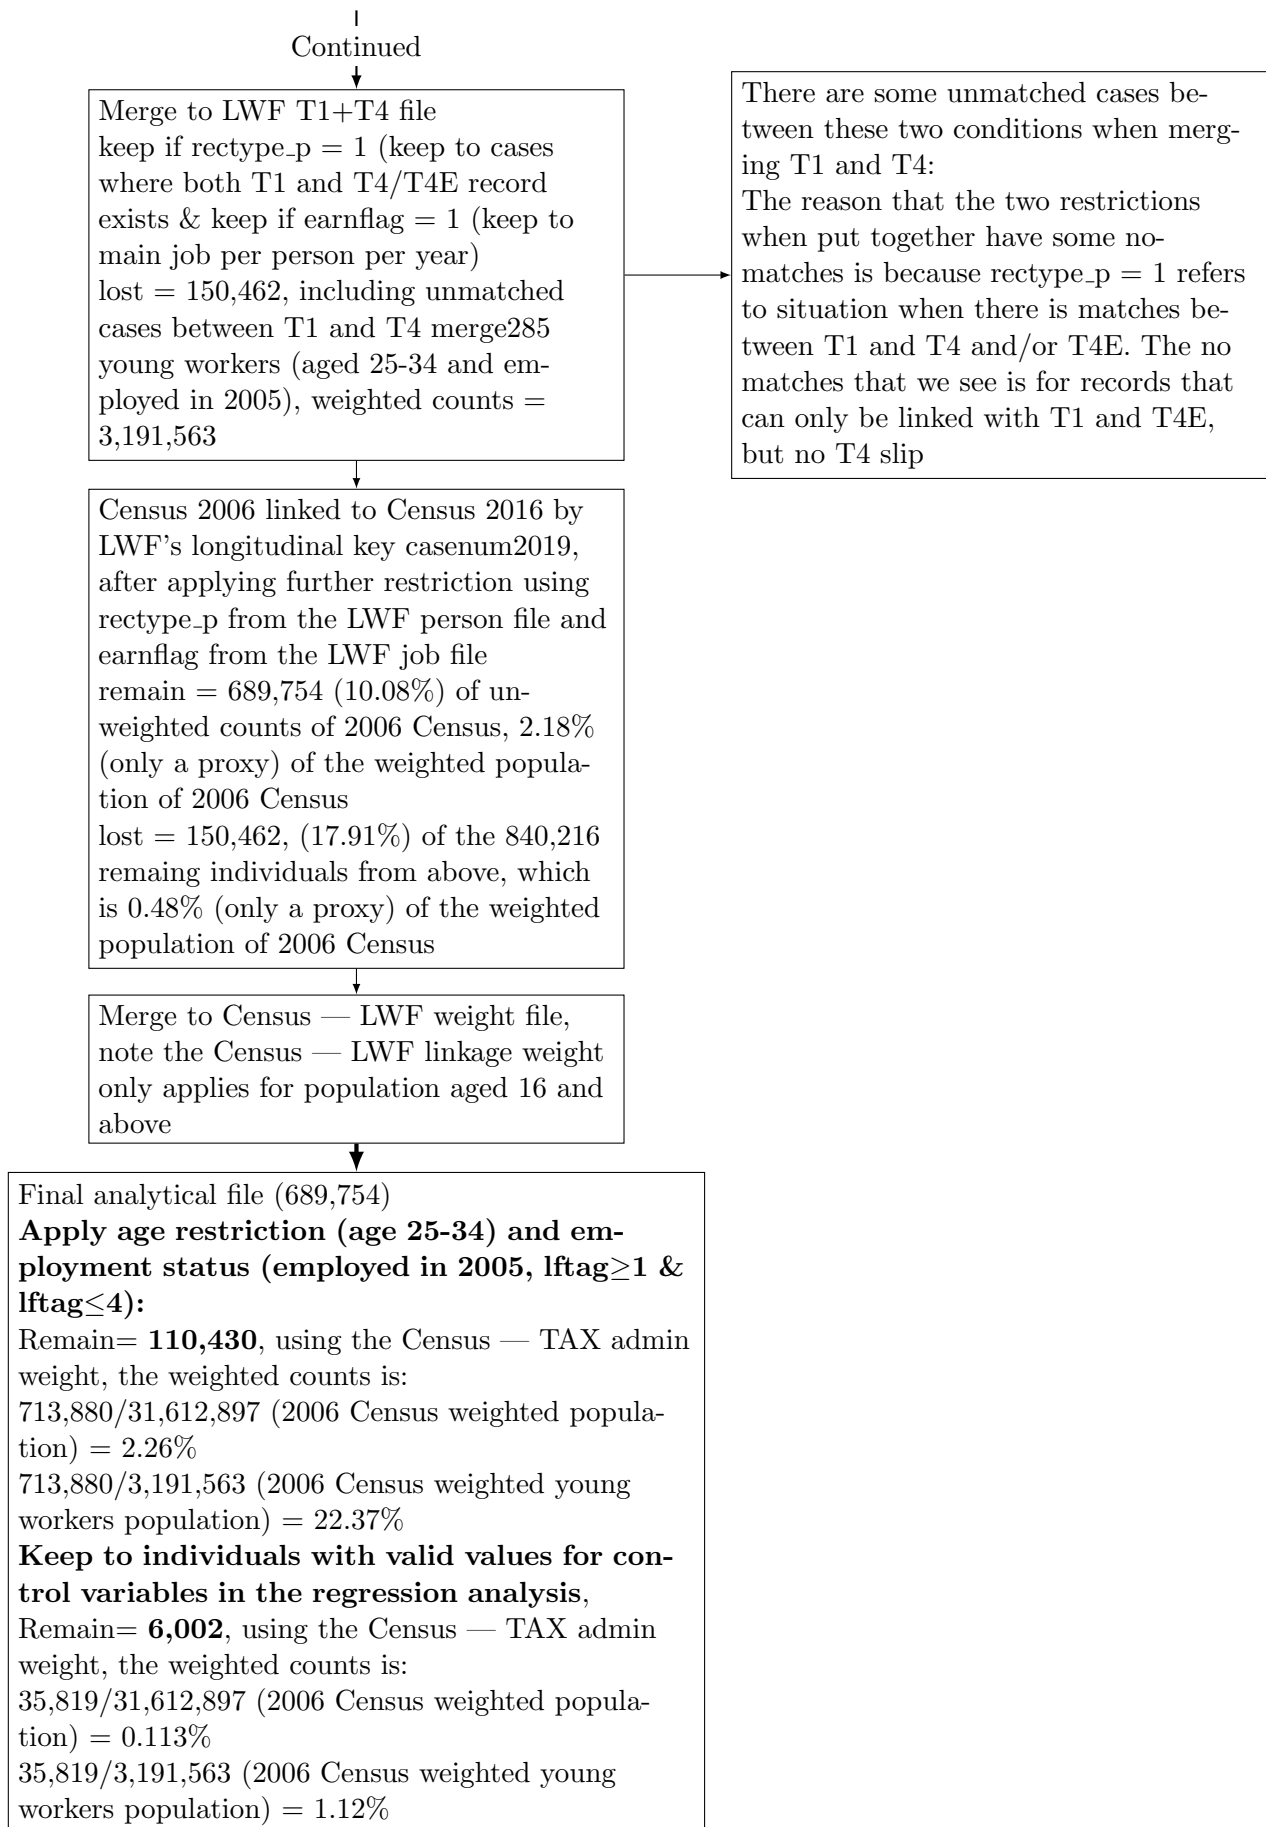 Continued
Merge to LWF T1+T4 file
keep if rectype_p = 1 (keep to cases
where both T1 and T4/T4E record
exists & keep if earnflag = 1 (keep to
main job per person per year)
lost = 150,462, including unmatched
cases between T1 and T4 merge285
young workers (aged 25-34 and em-
ployed in 2005), weighted counts =
3,191,563
There are some unmatched cases be-
tween these two conditions when merg-
ing T1 and T4:
The reason that the two restrictions
when put together have some no-
matches is because rectype_p = 1 refers
to situation when there is matches be-
tween T1 and T4 and/or T4E. The no
matches that we see is for records that
can only be linked with T1 and T4E,
but no T4 slip
Census 2006 linked to Census 2016 by
LWF's longitudinal key casenum2019,
after applying further restriction using
rectype_p from the LWF person file and
earnflag from the LWF job file
remain = 689,754 (10.08%) of un-
weighted counts of 2006 Census, 2.18%
(only a proxy) of the weighted popula-
tion of 2006 Census
lost = 150,462, (17.91%) of the 840,216
remaing individuals from above, which
is 0.48% (only a proxy) of the weighted
population of 2006 Census
Merge to Census — LWF weight file,
note the Census — LWF linkage weight
only applies for population aged 16 and
above
Final analytical file (689,754)
Apply age restriction (age 25-34) and em-
ployment status (employed in 2005, lftag≥1 &
lftag≤4):
Remain= 110,430, using the Census — TAX admin
weight, the weighted counts is:
713,880/31,612,897 (2006 Census weighted popula-
tion) = 2.26%
713,880/3,191,563 (2006 Census weighted young
workers population) = 22.37%
Keep to individuals with valid values for con-
trol variables in the regression analysis,
Remain= 6,002, using the Census — TAX admin
weight, the weighted counts is:
35,819/31,612,897 (2006 Census weighted popula-
tion) = 0.113%
35,819/3,191,563 (2006 Census weighted young
workers population) = 1.12%